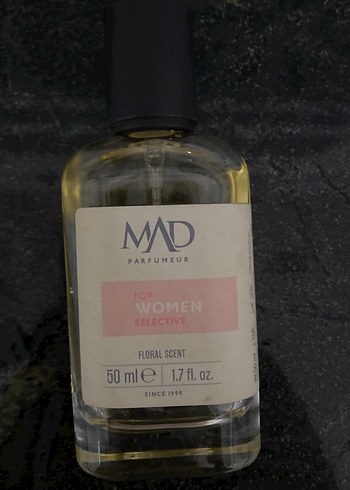 MAD
PARFUMEUR
FOR
WOMEN
SELECTIVE
FLORAL SCENT
50 ml ℮ 1.7 fl. oz.
SINCE 1999